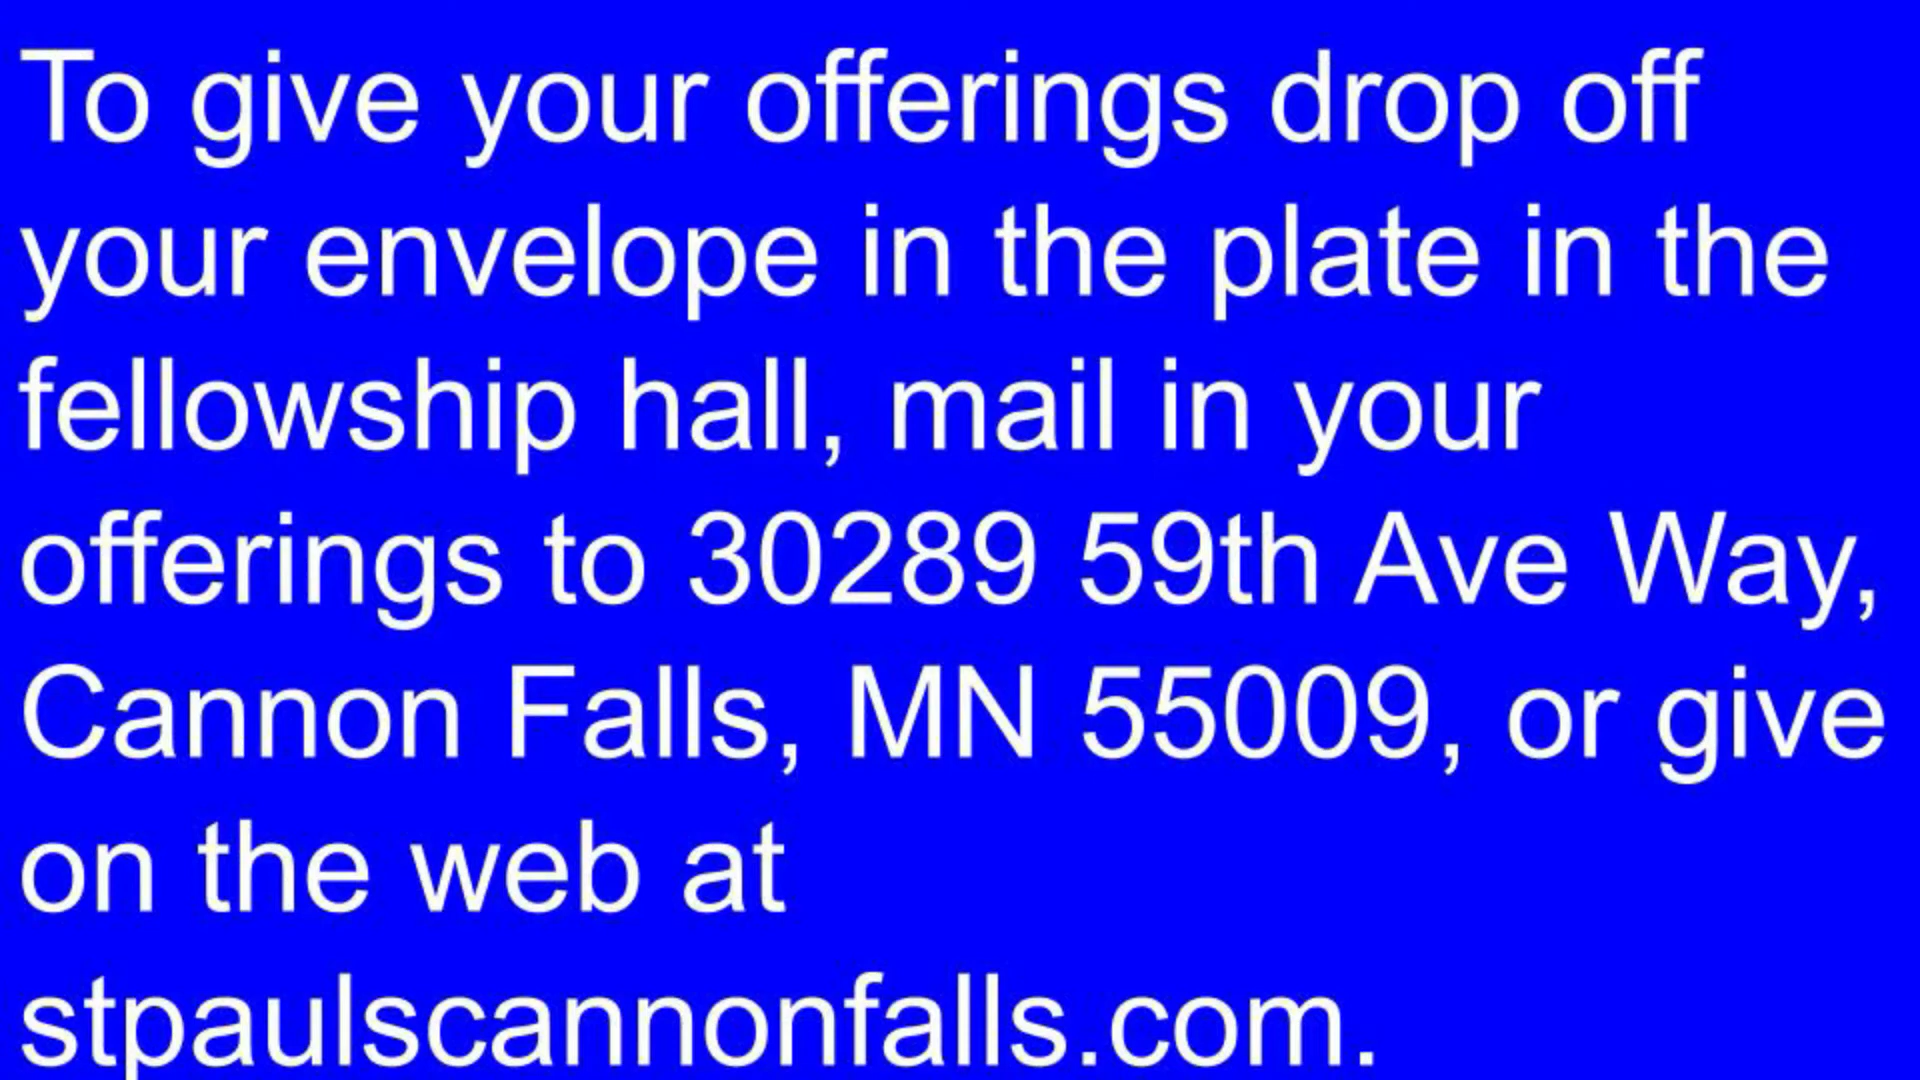 To give your offerings drop off
your envelope in the plate in the
fellowship hall, mail in your
offerings to 30289 59th Ave Way,
Cannon Falls, MN 55009, or give
on the web at
stpaulscannonfalls.com.